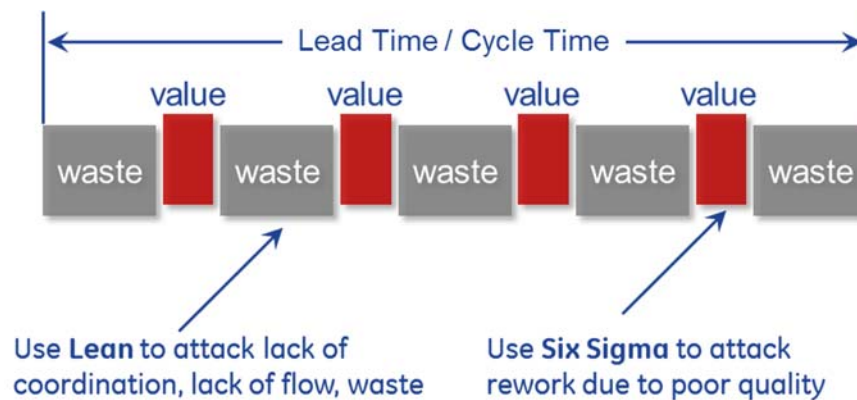 Lead Time / Cycle Time
value value value value
waste waste waste waste waste
Use Lean to attack lack of
coordination, lack of flow, waste
Use Six Sigma to attack
rework due to poor quality